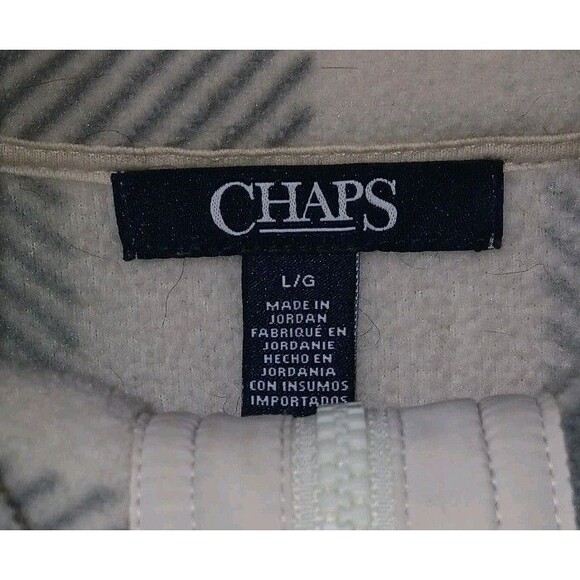 CHAPS
L/G
MADE IN
JORDAN
FABRIQUÉ EN
JORDANIE
HECHO EN
JORDANIA
CON INSUMOS
IMPORTADOS